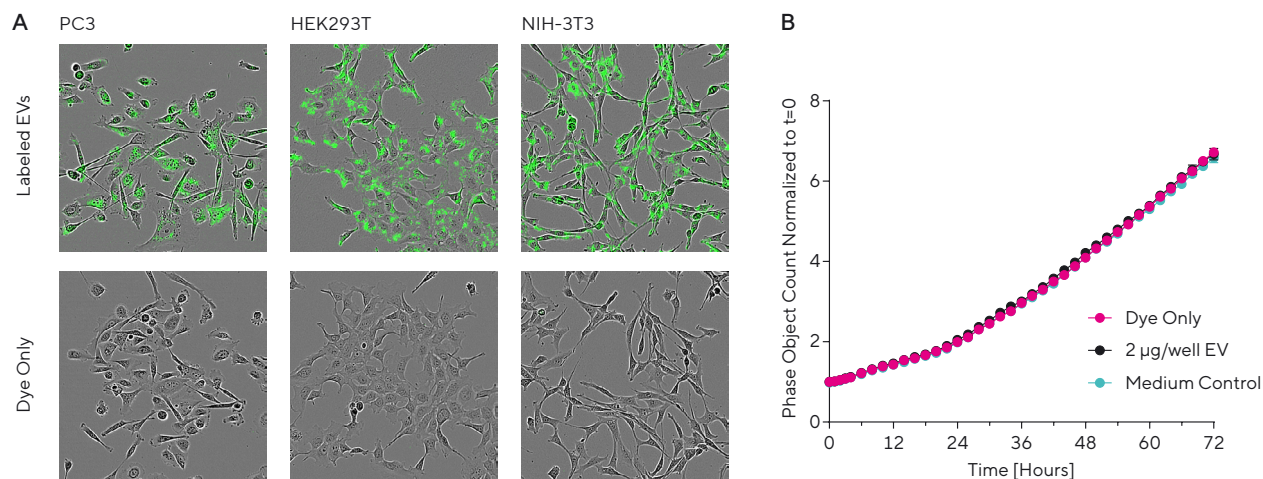 A
PC3
HEK293T
NIH-3T3
Labeled EVs
Dye Only
B
Phase Object Count Normalized to t=0
8
6
4
2
0
0 12 24 36 48 60 72
Time [Hours]
Dye Only
2 µg/well EV
Medium Control